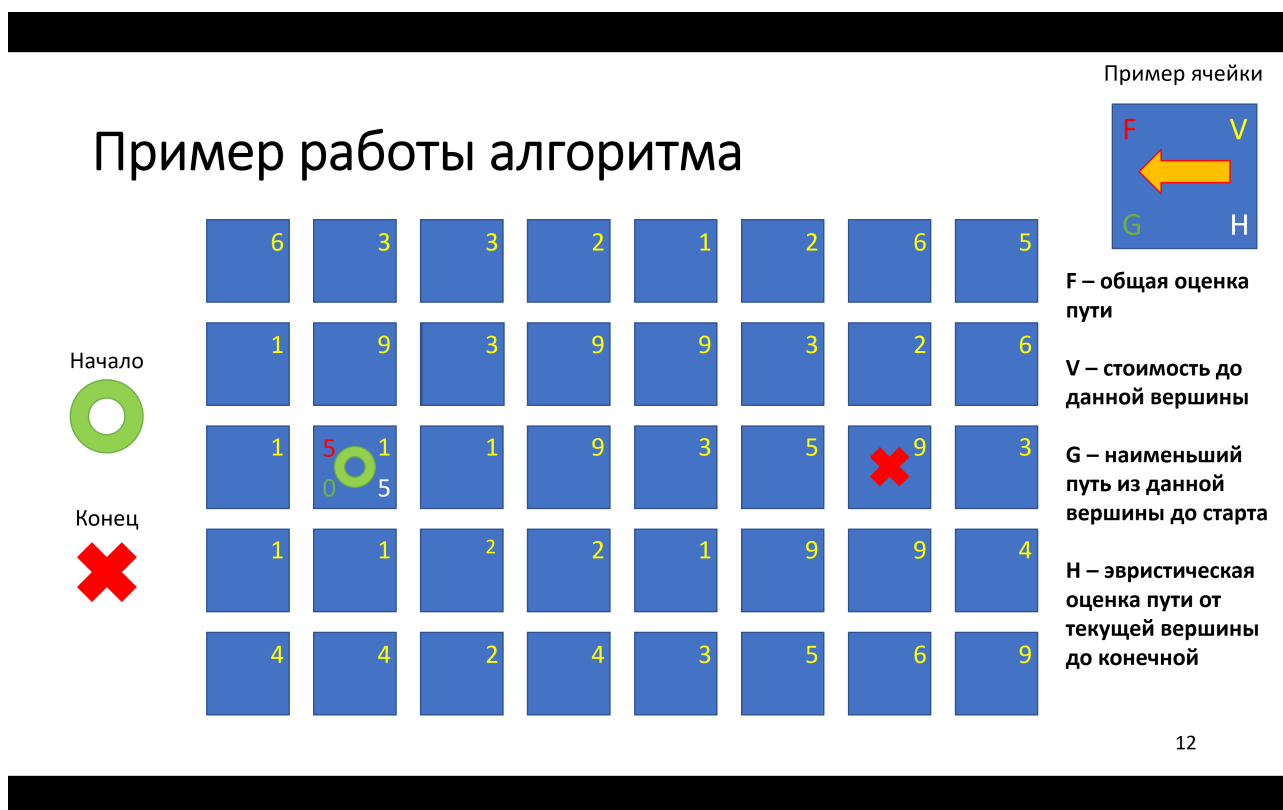 Пример ячейки
F V
G H
Пример работы алгоритма
6 3 3 2 1 2 6 5
1 9 3 9 9 3 2 6
Начало
1 5 1 1 9 3 5 9 3
0 5
Конец
1 1 2 2 1 9 9 4
4 4 2 4 3 5 6 9
F – общая оценка
пути
V – стоимость до
данной вершины
G – наименьший
путь из данной
вершины до старта
H – эвристическая
оценка пути от
текущей вершины
до конечной
12